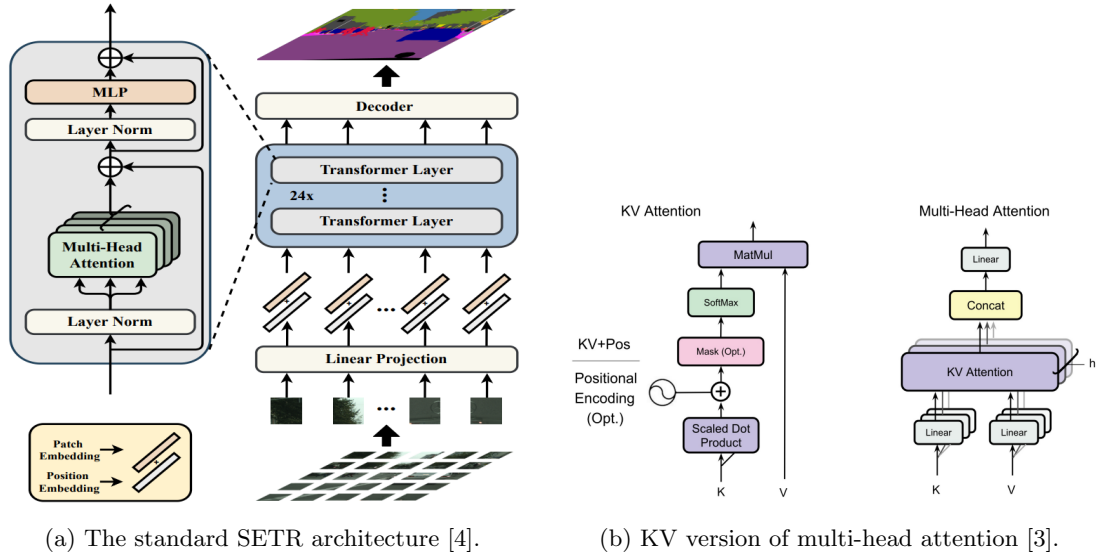 MLP
Layer Norm
Multi-Head
Attention
Layer Norm
Patch
Embedding
Position
Embedding
+
Decoder
Transformer Layer
24x
Transformer Layer
+ + ... + +
Linear Projection
...
(a) The standard SETR architecture [4].
KV Attention
MatMul
SoftMax
Mask (Opt.)
KV+Pos
Positional
Encoding
(Opt.)
Scaled Dot
Product
K V
Multi-Head Attention
Linear
Concat
KV Attention
h
Linear Linear
K V
(b) KV version of multi-head attention [3].